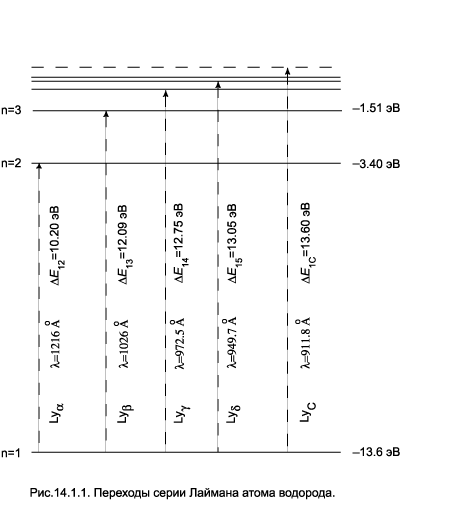 n=3
–1.51 эВ
n=2
–3.40 эВ
ΔE12=10.20 эВ
ΔE13=12.09 эВ
ΔE14=12.75 эВ
ΔE15=13.05 эВ
ΔE1C=13.60 эВ
λ=1216 Å
λ=1026 Å
λ=972.5 Å
λ=949.7 Å
λ=911.8 Å
Lyα
Lyβ
Lyγ
Lyδ
LyC
n=1
–13.6 эВ
Рис.14.1.1. Переходы серии Лаймана атома водорода.